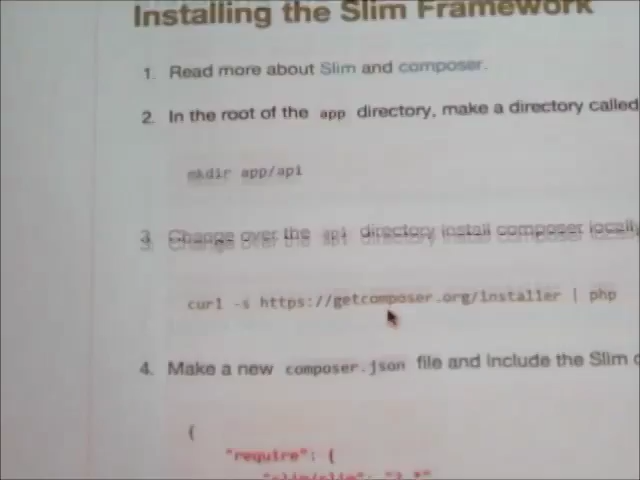 Installing the Slim Framework
1. Read more about Slim and composer.
2. In the root of the app directory, make a directory called
mkdir app/api
3. Change over the api directory install composer locally
curl -s https://getcomposer.org/installer | php
4. Make a new composer.json file and include the Slim
{
"require": {
"slim/slim":